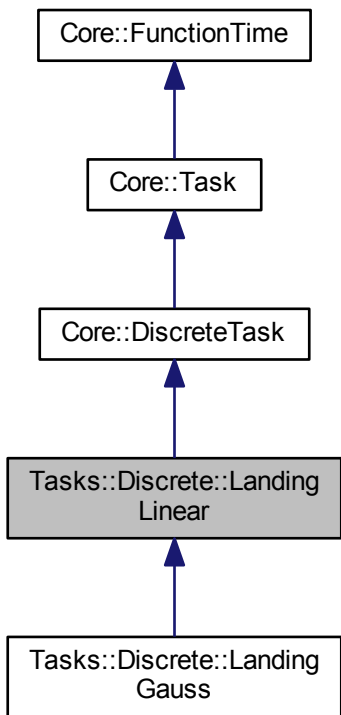 Core::FunctionTime
Core::Task
Core::DiscreteTask
Tasks::Discrete::Landing
Linear
Tasks::Discrete::Landing
Gauss